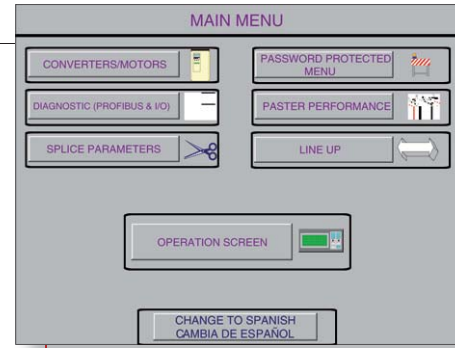 MAIN MENU
CONVERTERS/MOTORS
PASSWORD PROTECTED
MENU
DIAGNOSTIC (PROFIBUS & I/O)
PASTER PERFORMANCE
SPLICE PARAMETERS
LINE UP
OPERATION SCREEN
CHANGE TO SPANISH
CAMBIA DE ESPAÑOL